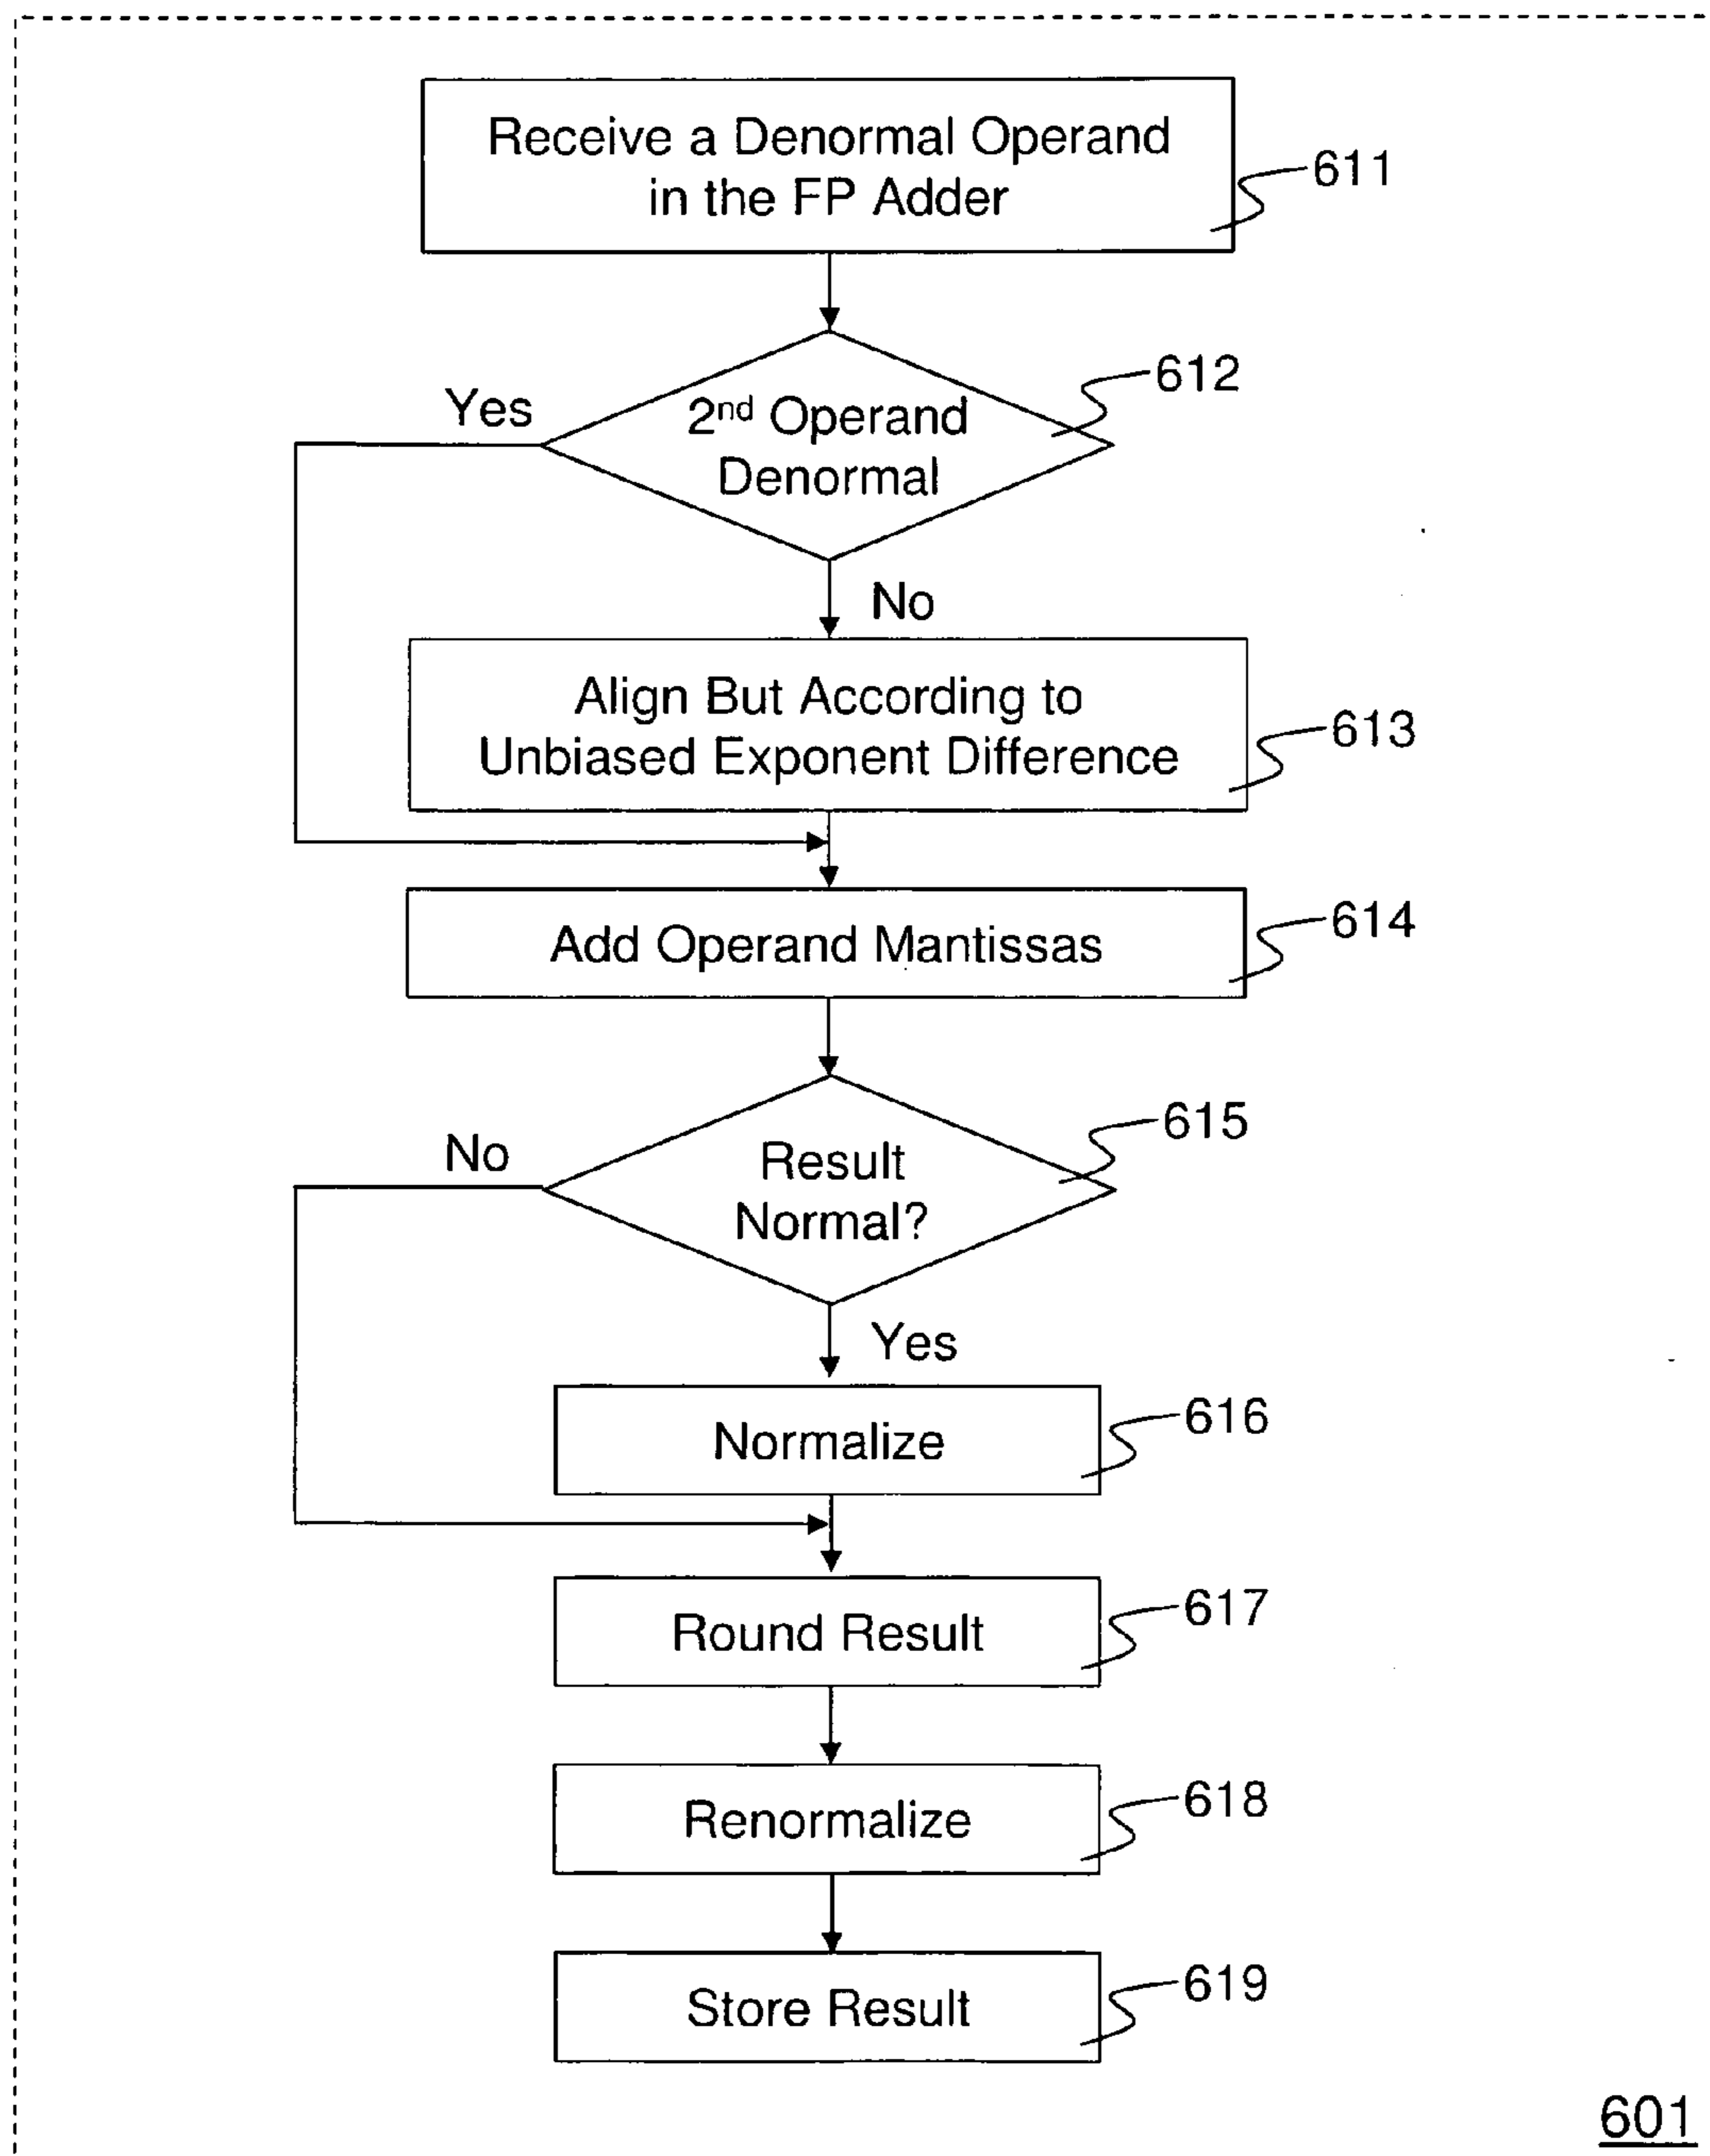 Receive a Denormal Operand
in the FP Adder
611
612
Yes
2nd Operand
Denormal
No
Align But According to
Unbiased Exponent Difference
613
Add Operand Mantissas
614
615
No
Result
Normal?
Yes
Normalize
616
Round Result
617
Renormalize
618
Store Result
619
601